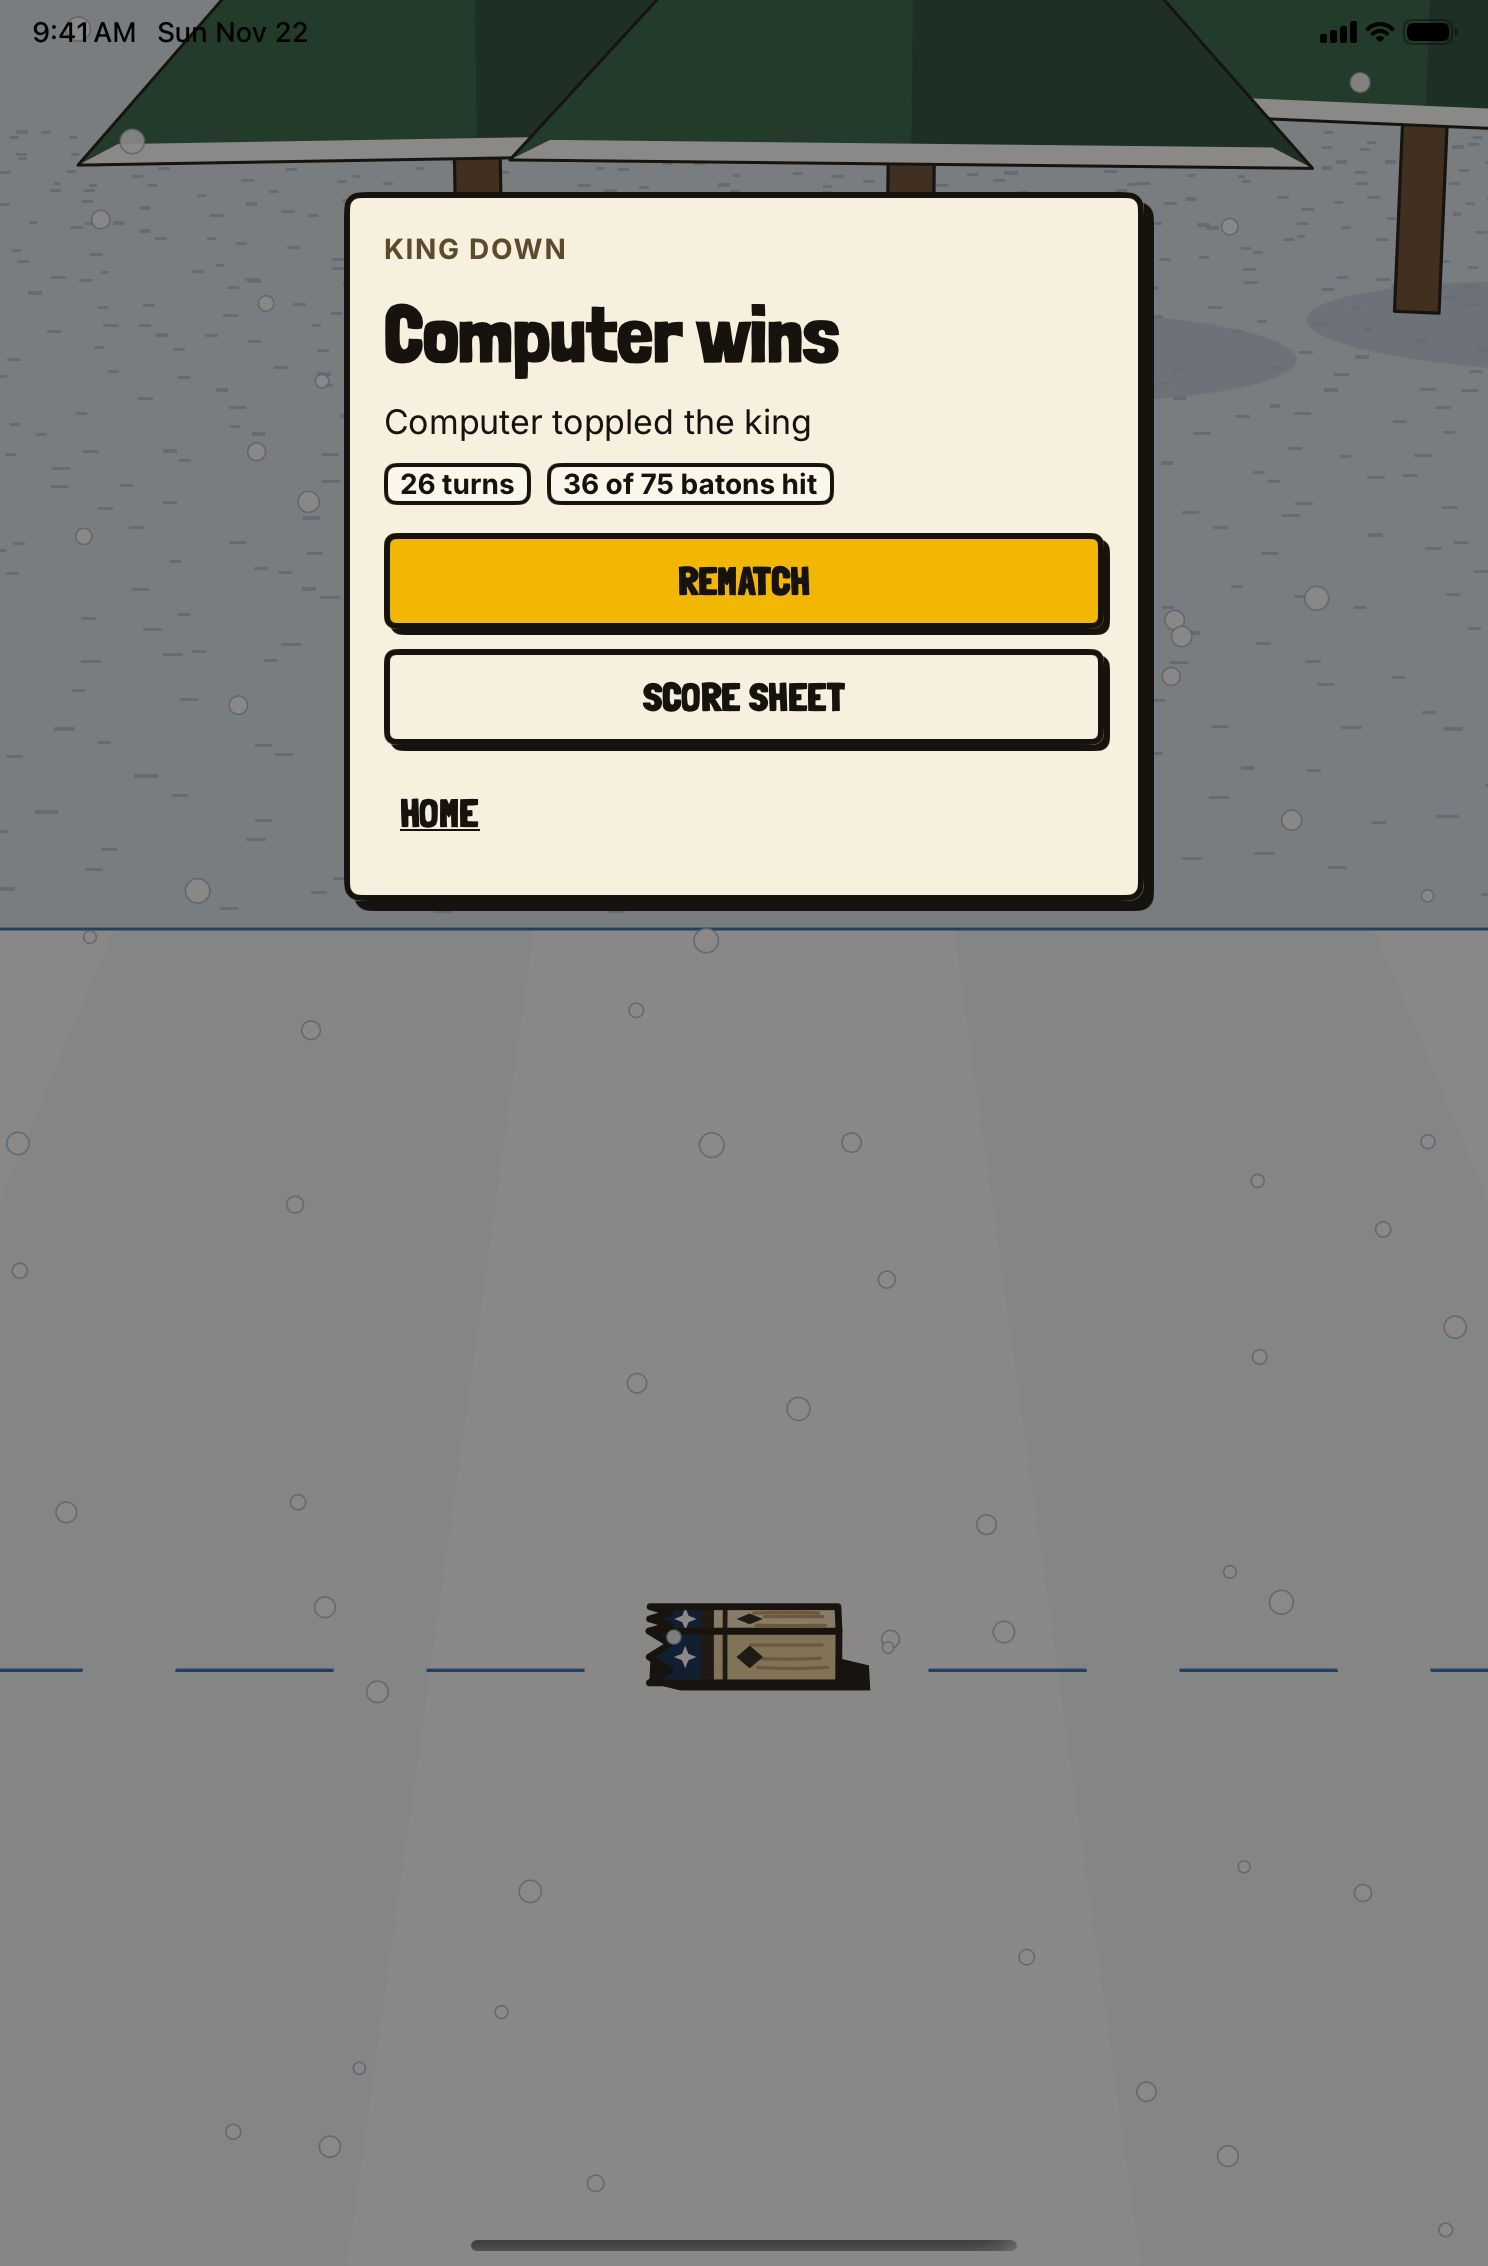 9:41 AM Sun Nov 22
KING DOWN
Computer wins
Computer toppled the king
26 turns 36 of 75 batons hit
REMATCH
SCORE SHEET
HOME